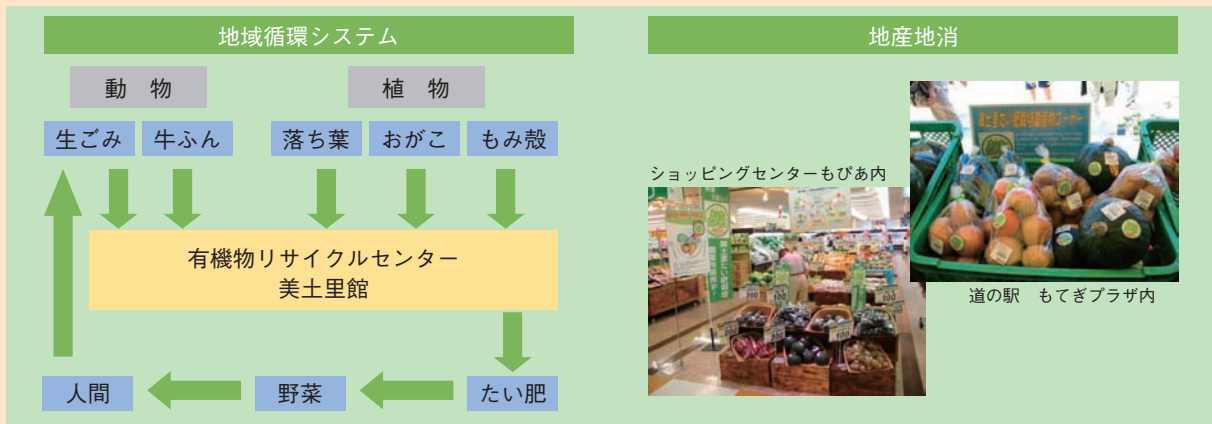 地域循環システム
動　物
植　物
生ごみ
牛ふん
落ち葉
おがこ
もみ殻
有機物リサイクルセンター
美土里館
人間
野菜
たい肥
地産地消
ショッピングセンターもぴあ内
道の駅　もてぎプラザ内